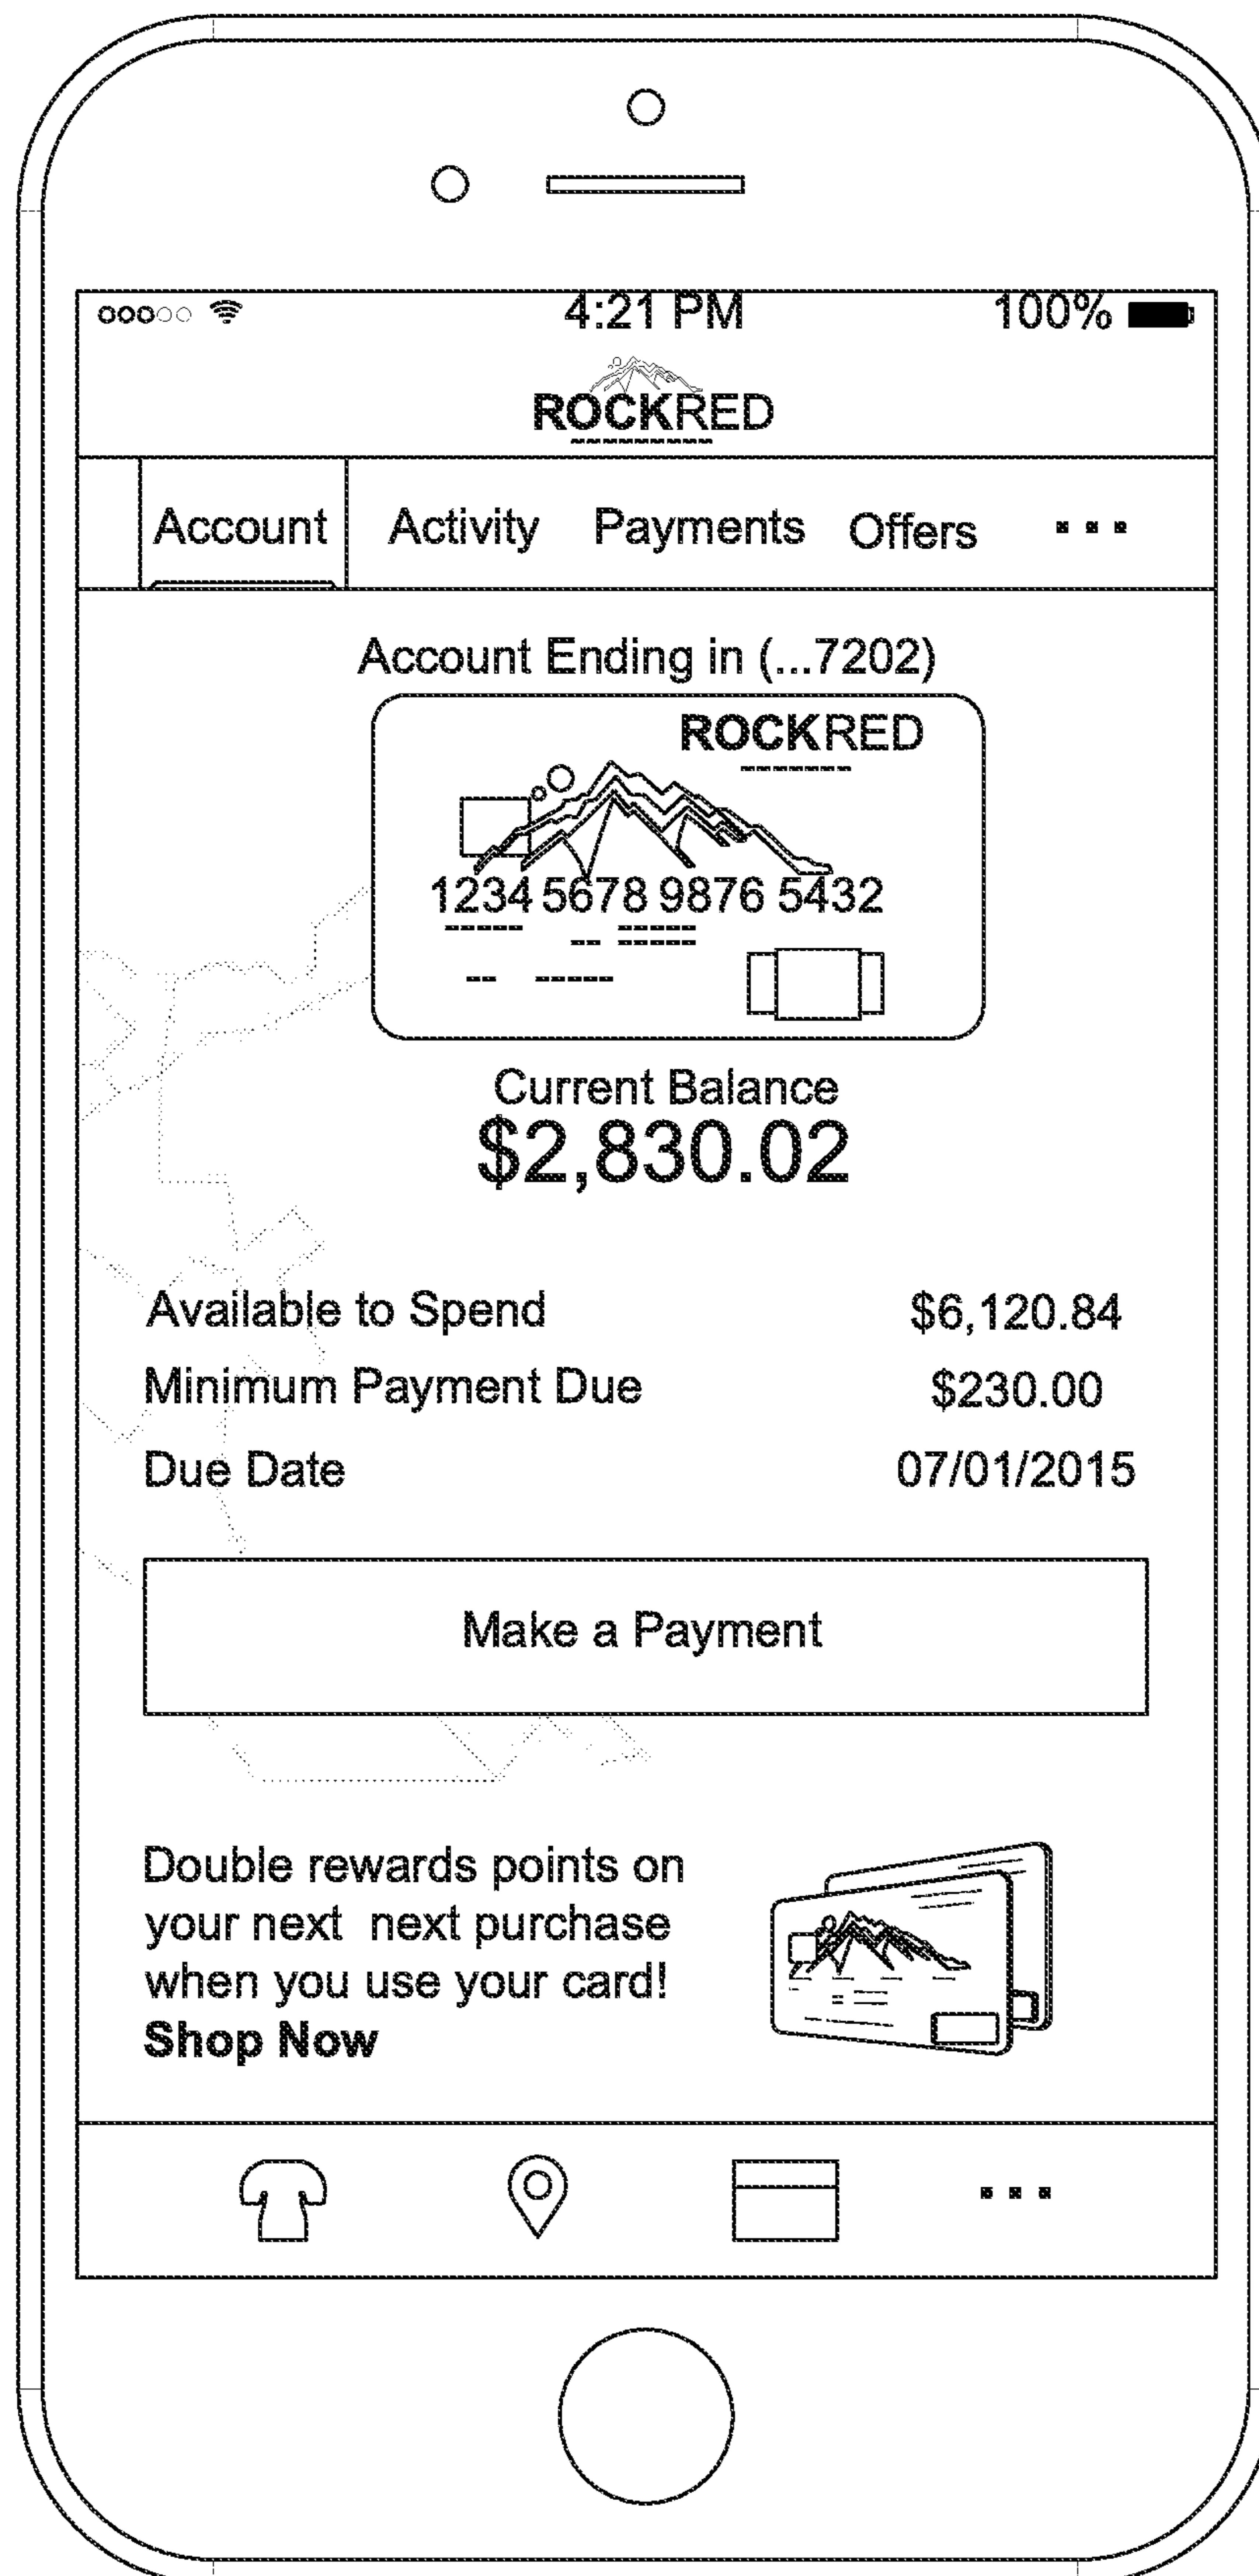 4:21 PM 100%
ROCKRED
Account Activity Payments Offers ...
Account Ending in (...7202)
ROCKRED
1234 5678 9876 5432
Current Balance
$2,830.02
Available to Spend $6,120.84
Minimum Payment Due $230.00
Due Date 07/01/2015
Make a Payment
Double rewards points on
your next next purchase
when you use your card!
Shop Now
...